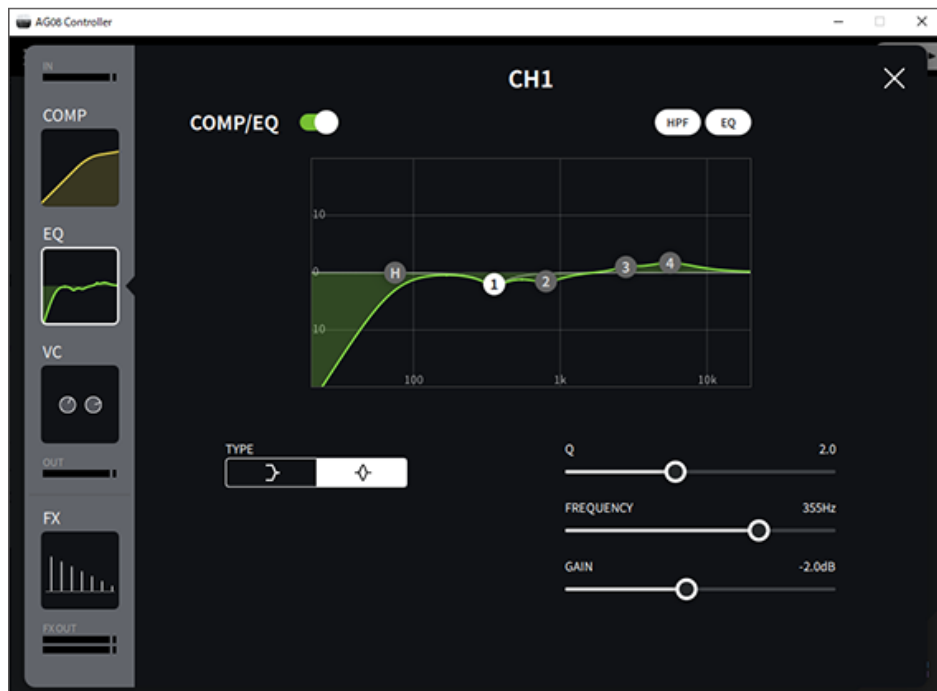 AG08 Controller
IN
COMP
EQ
VC
OUT
FX
FX OUT
CH1
COMP/EQ
HPF
EQ
10
0
10
100
1k
10k
H
1
2
3
4
TYPE
Q 2.0
FREQUENCY 355Hz
GAIN -2.0dB